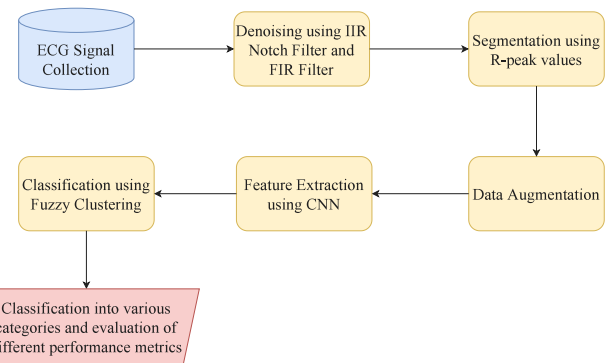 ECG Signal
Collection
Denoising using IIR
Notch Filter and
FIR Filter
Segmentation using
R-peak values
Data Augmentation
Feature Extraction
using CNN
Classification using
Fuzzy Clustering
Classification into various
categories and evaluation of
different performance metrics